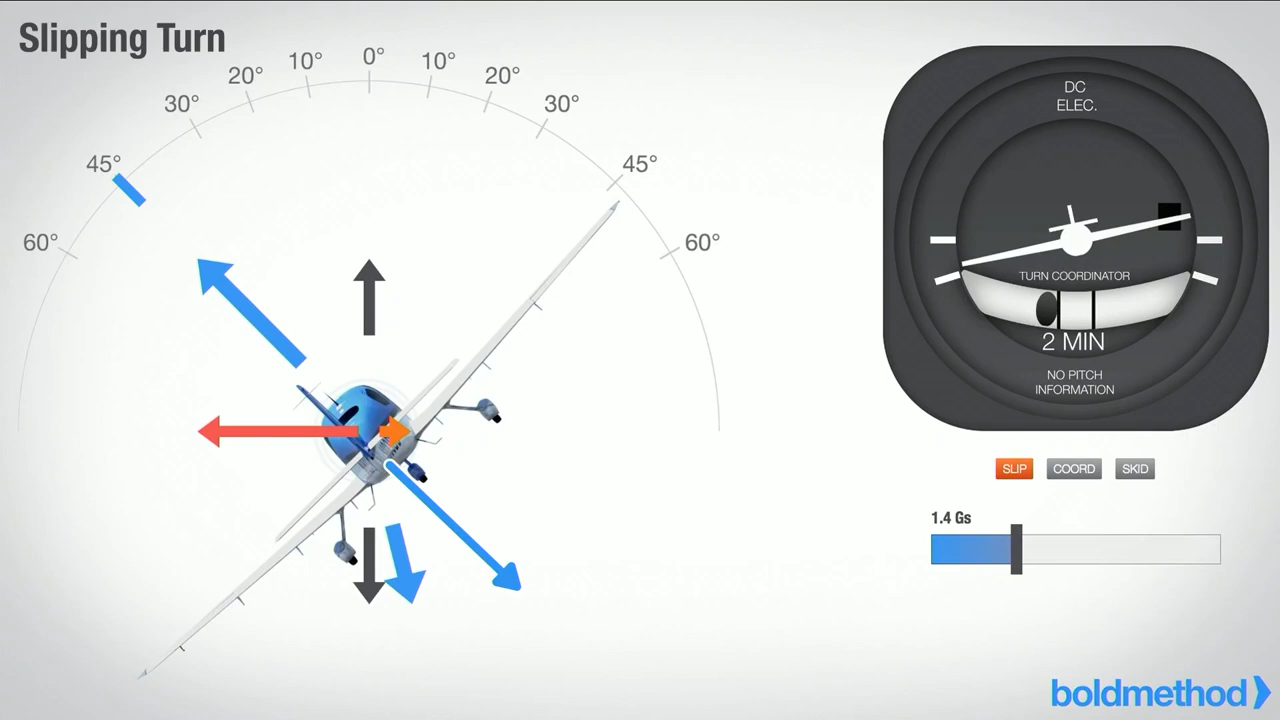 Slipping Turn
0°
10°
10°
20°
20°
30°
30°
45°
45°
60°
60°
DC
ELEC.
TURN COORDINATOR
2 MIN
NO PITCH
INFORMATION
SLIP
COORD
SKID
1.4 Gs
boldmethod